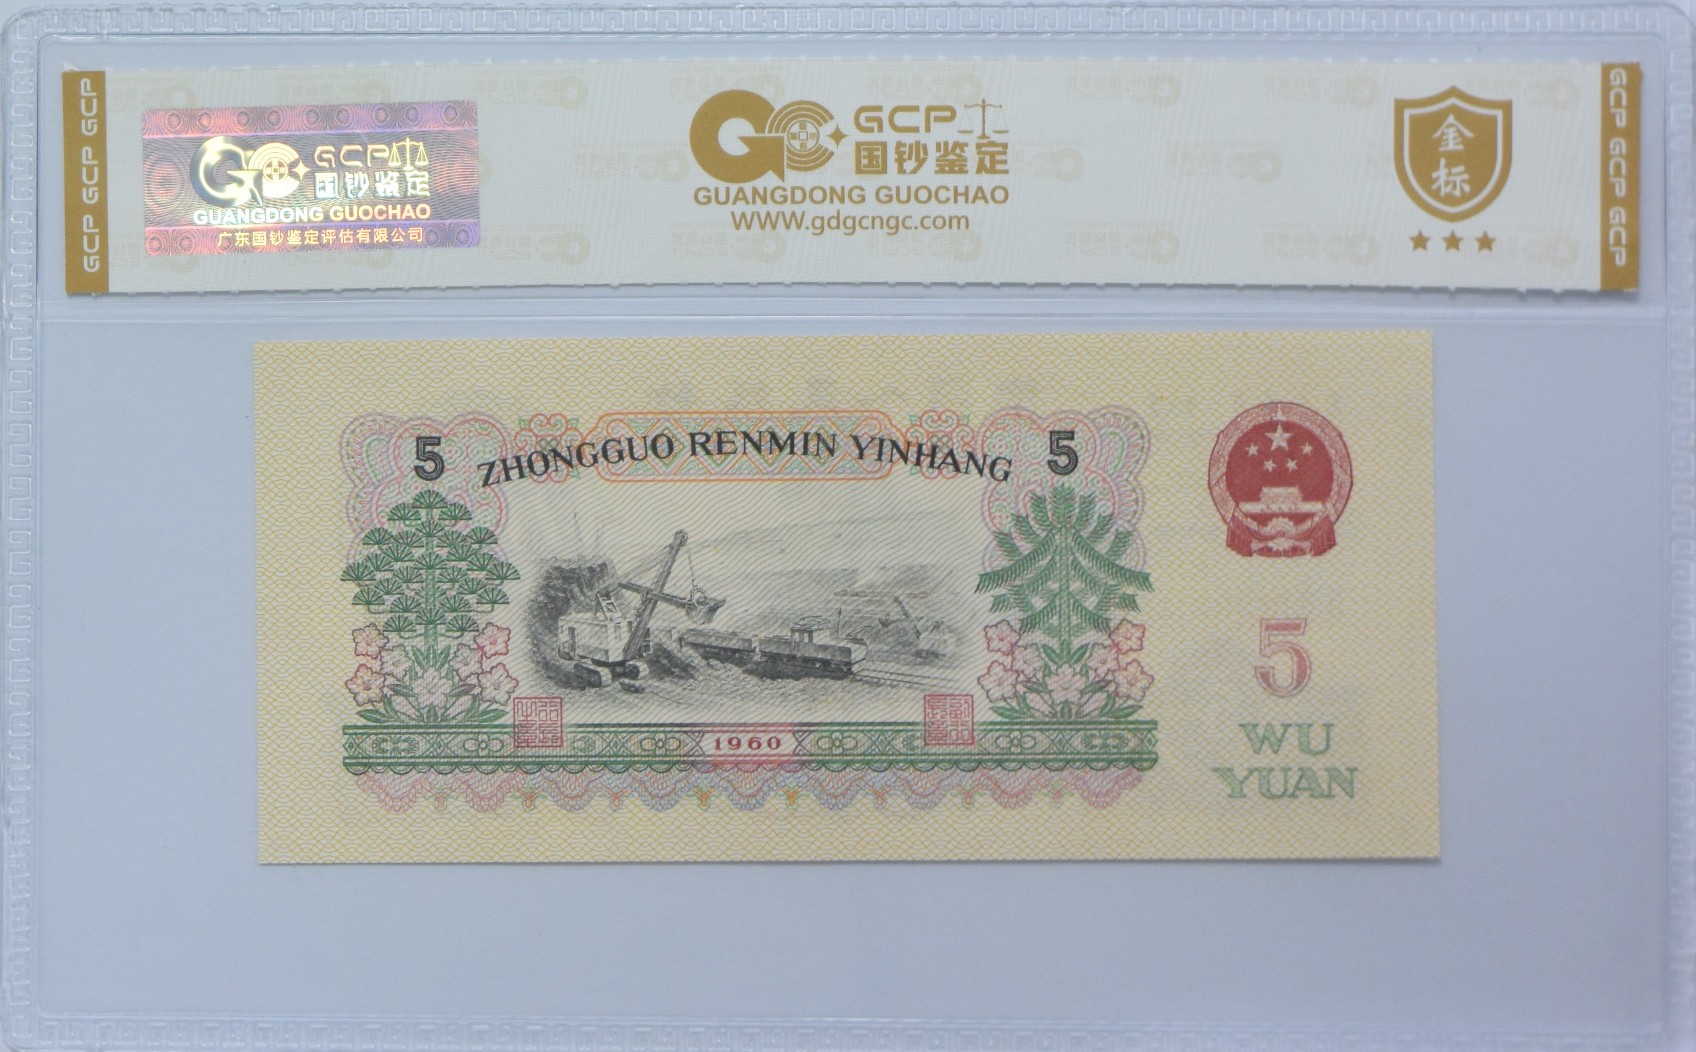 GCP GCP GCP
GCP 国钞鉴定
GUANGDONG GUOCHAO
广东国钞鉴定评估有限公司
GCP
国钞鉴定
GUANGDONG GUOCHAO
WWW.gdgcngc.com
金标
GCP GCP GCP
5 ZHONGGUO RENMIN YINHANG 5
1960
5
WU
YUAN